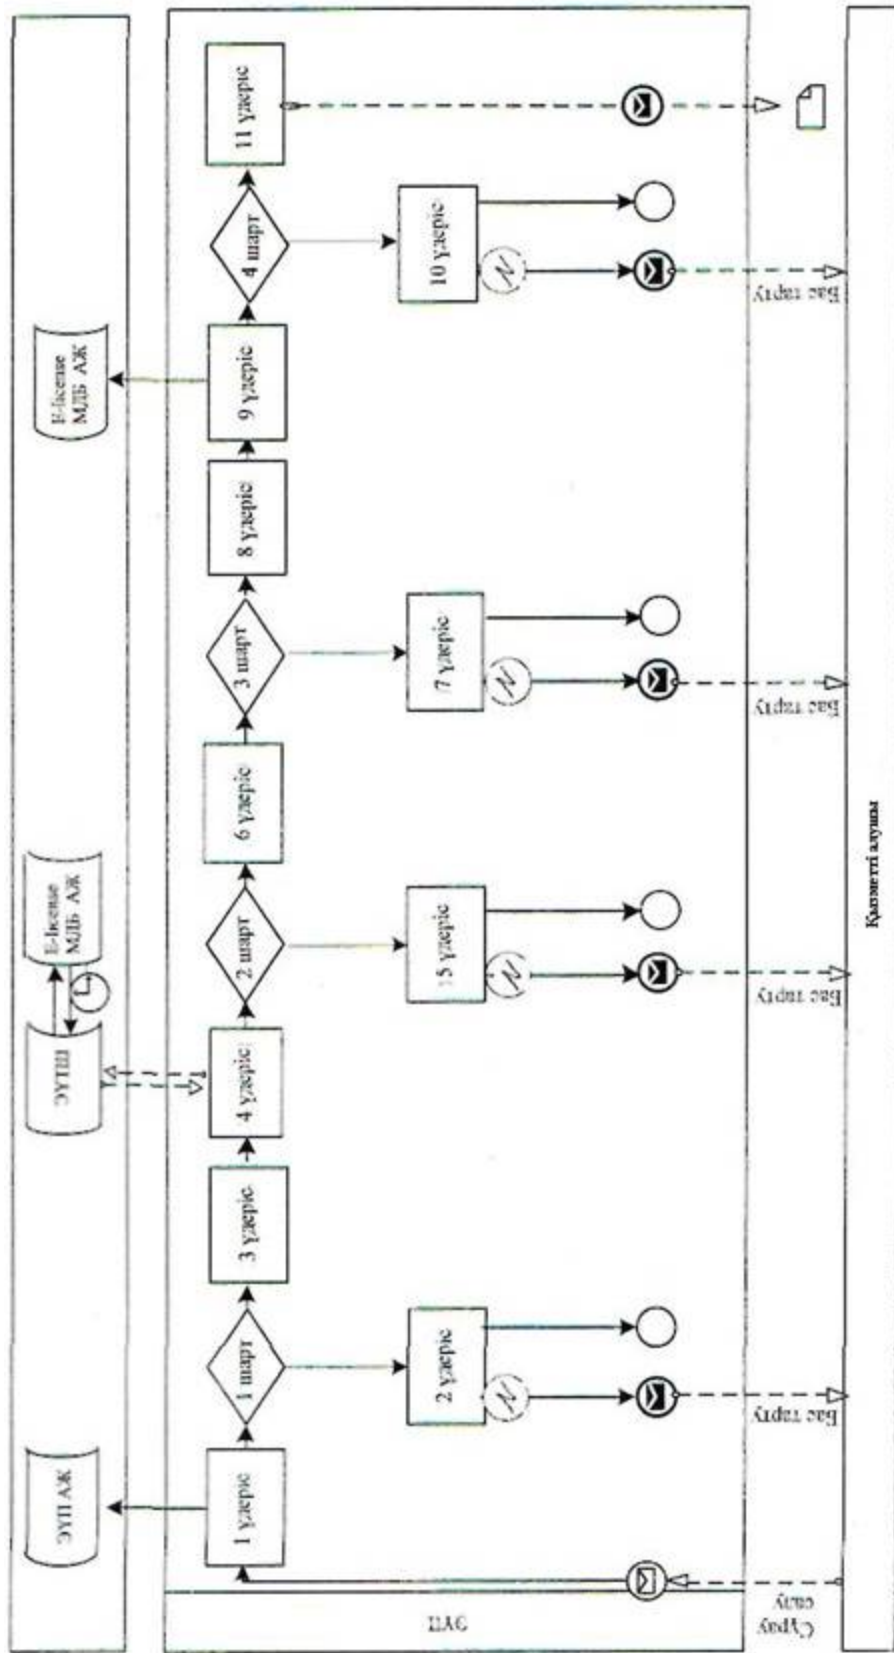 ЭҮП АЖ
ЭҮТШ
E-license
МДБ АЖ
E-license
МДБ АЖ
ЭҮП
1 үдеріс
1 шарт
3 үдеріс
4 үдеріс
2 шарт
6 үдеріс
3 шарт
8 үдеріс
9 үдеріс
4 шарт
11 үдеріс
2 үдеріс
15 үдеріс
7 үдеріс
10 үдеріс
Сұрау
салу
Бас тарту
Бас тарту
Бас тарту
Бас тарту
Қызметті алушы